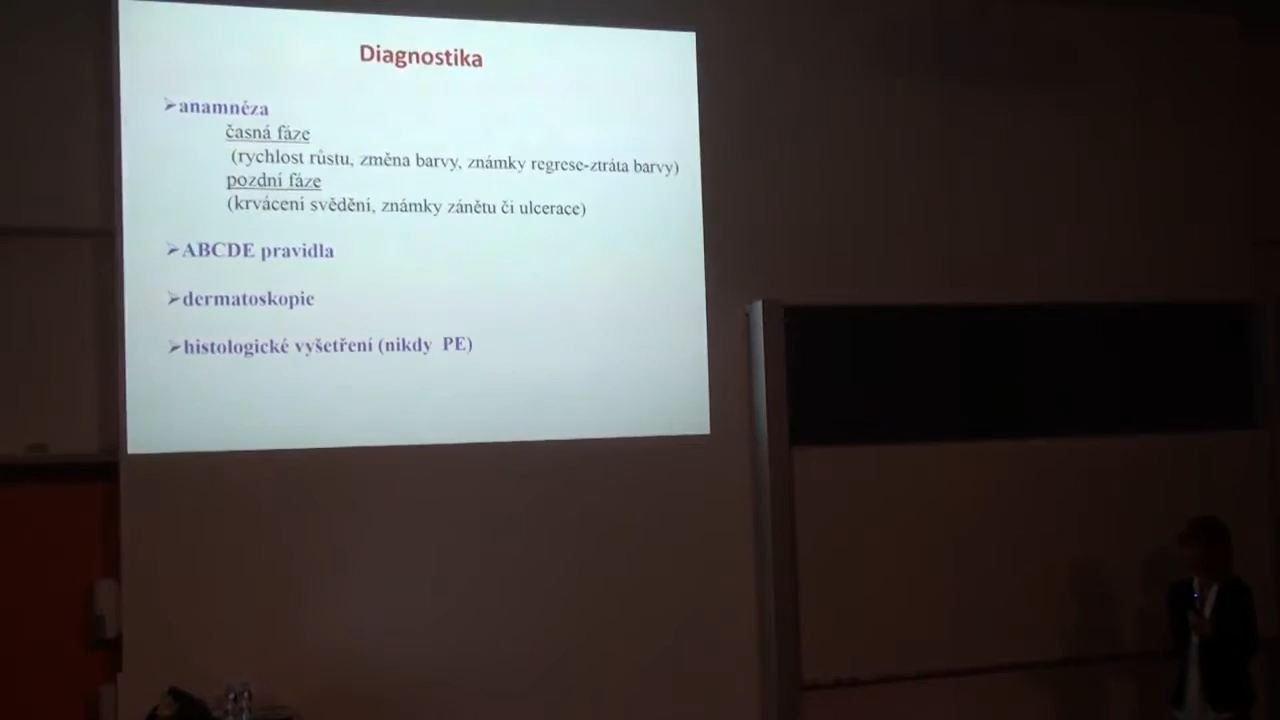 Diagnostika
➢anamnéza
časná fáze
(rychlost růstu, změna barvy, známky regrese-ztráta barvy)
pozdní fáze
(krvácení svědění, známky zánětu či ulcerace)
➢ABCDE pravidla
➢dermatoskopie
➢histologické vyšetření (nikdy PE)